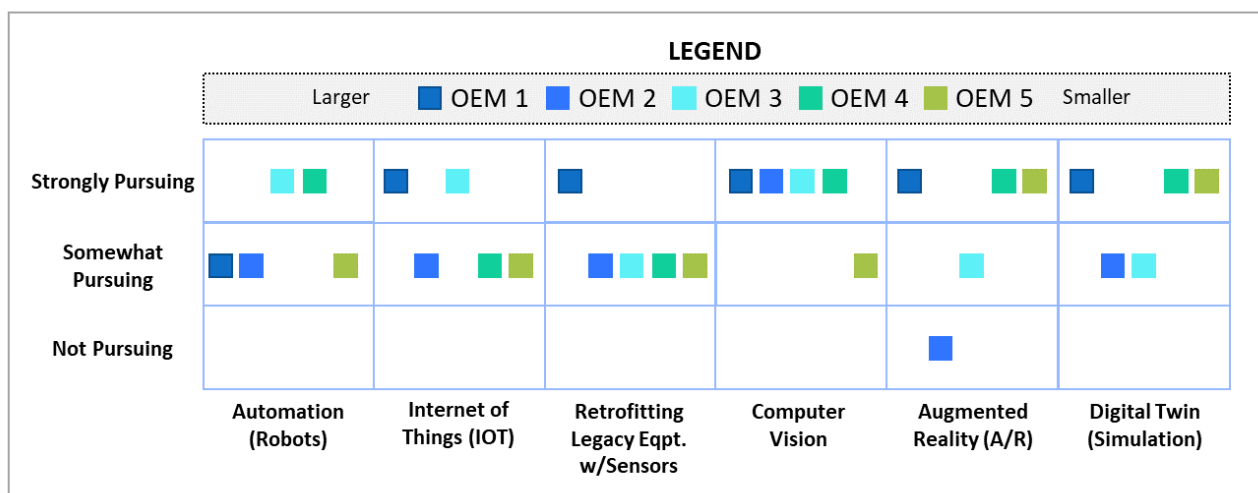 LEGEND
Larger OEM 1 OEM 2 OEM 3 OEM 4 OEM 5 Smaller
Strongly Pursuing
Somewhat
Pursuing
Not Pursuing
Automation
(Robots)
Internet of
Things (IOT)
Retrofitting
Legacy Eqpt.
w/Sensors
Computer
Vision
Augmented
Reality (A/R)
Digital Twin
(Simulation)